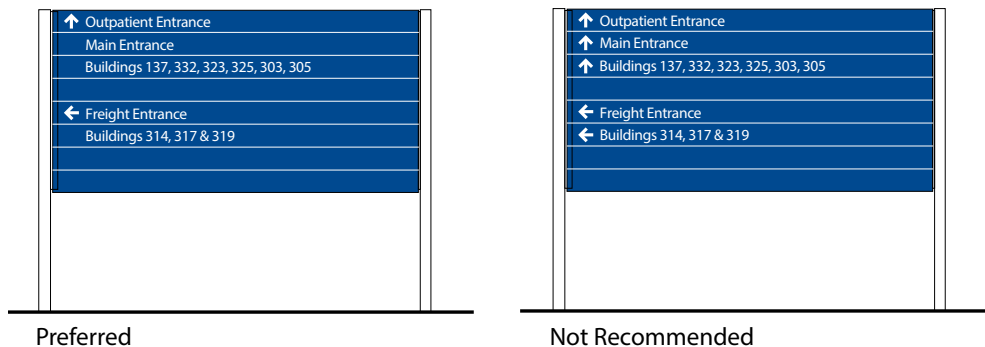 ↑ Outpatient Entrance
Main Entrance
Buildings 137, 332, 323, 325, 303, 305
← Freight Entrance
Buildings 314, 317 & 319
Preferred
↑ Outpatient Entrance
↑ Main Entrance
↑ Buildings 137, 332, 323, 325, 303, 305
← Freight Entrance
← Buildings 314, 317 & 319
Not Recommended